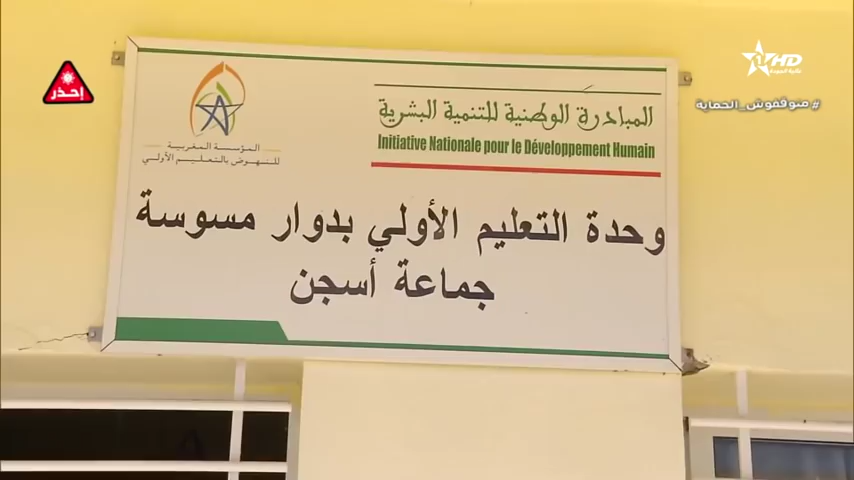 إحذر
HD
#منوقفوش_الحماية
المؤسسة المغربية
للنهوض بالتعليم الأولي
المبادرة الوطنية للتنمية البشرية
Initiative Nationale pour le Développement Humain
وحدة التعليم الأولي بدوار مسوسة
جماعة أسجن